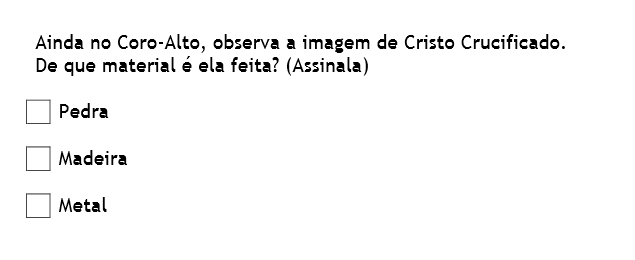 Ainda no Coro-Alto, observa a imagem de Cristo Crucificado.
De que material é ela feita? (Assinala)
Pedra
Madeira
Metal